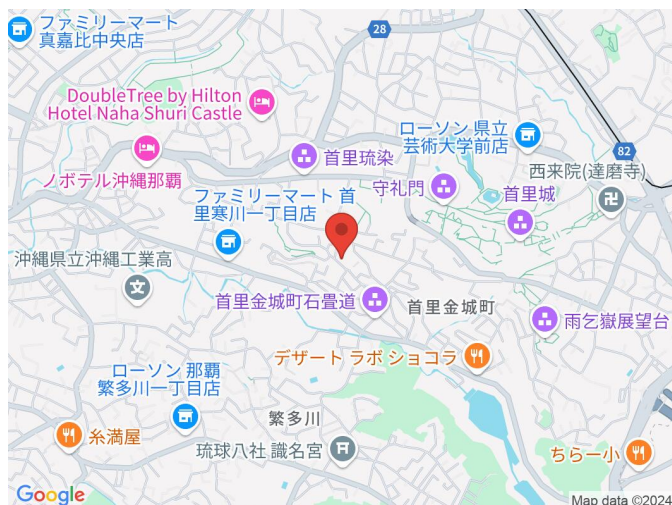 ファミリーマート
真嘉比中央店
28
DoubleTree by Hilton
Hotel Naha Shuri Castle
ローソン 県立
芸術大学前店
82
首里琉染
西来院(達磨寺)
ノボテル沖縄那覇
守礼門
首里城
ファミリーマート 首
里寒川一丁目店
沖縄県立沖縄工業高
首里金城町石畳道
首里金城町
雨乞嶽展望台
デザート ラボ ショコラ
ローソン 那覇
繁多川一丁目店
繁多川
糸満屋
琉球八社 識名宮
ちらー小
文
Google
Map data ©2024